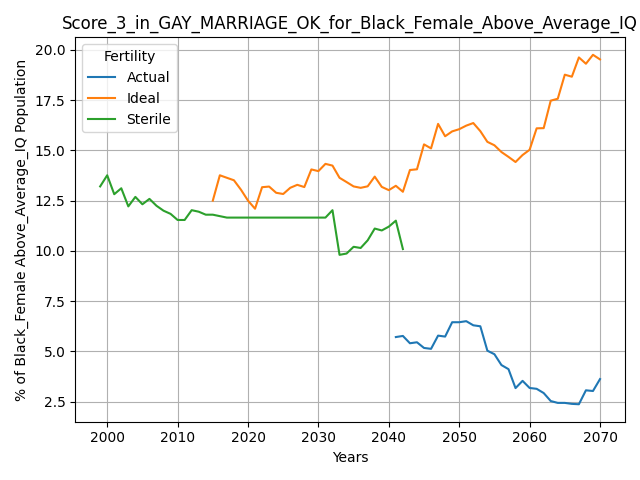 Score_3_in_GAY_MARRIAGE_OK_for_Black_Female_Above_Average_IQ
Fertility
Actual
Ideal
Sterile
% of Black_Female Above_Average_IQ Population
20.0
17.5
15.0
12.5
10.0
7.5
5.0
2.5
2000 2010 2020 2030 2040 2050 2060 2070
Years